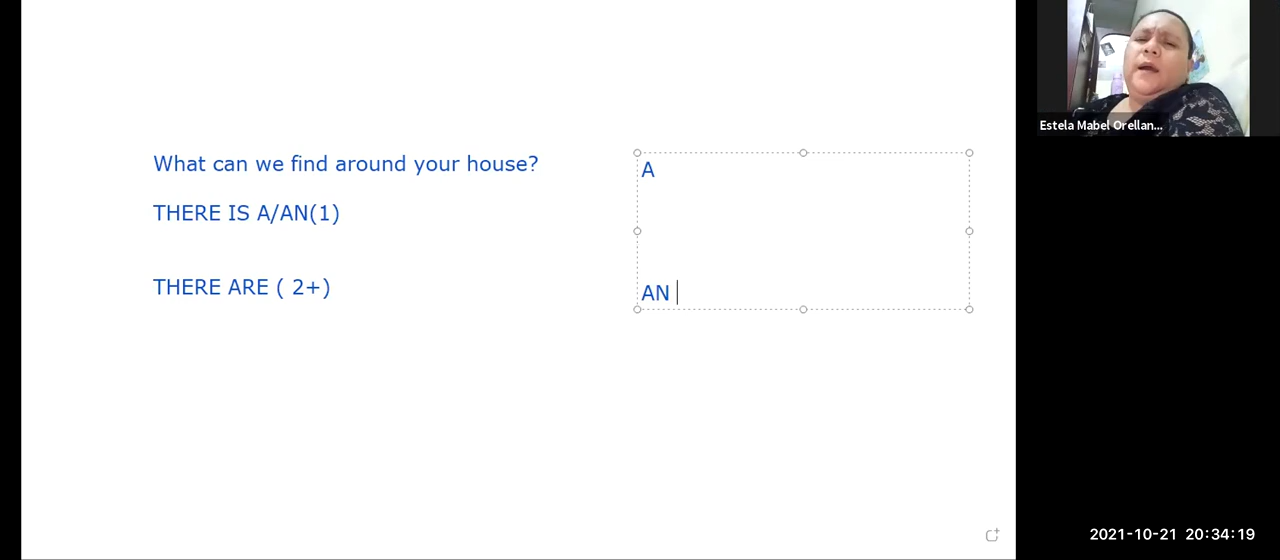 What can we find around your house?
THERE IS A/AN(1)
THERE ARE ( 2+)
A
AN
Estela Mabel Orellan...
2021-10-21 20:34:19